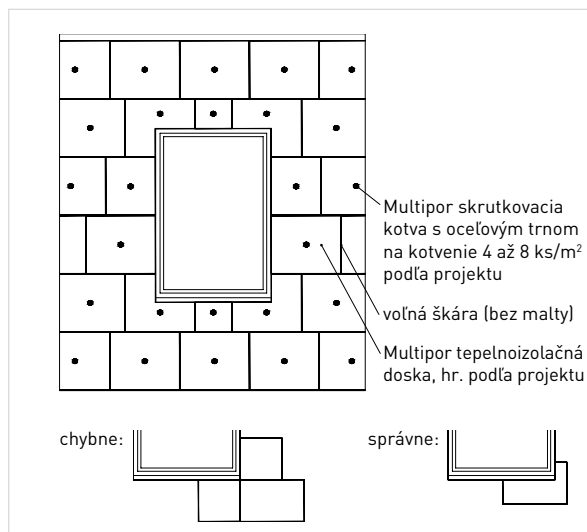 Multipor skrutkovacia
kotva s oceľovým trnom
na kotvenie 4 až 8 ks/m²
podľa projektu
voľná škára (bez malty)
Multipor tepelnoizolačná
doska, hr. podľa projektu
chybne:
správne: